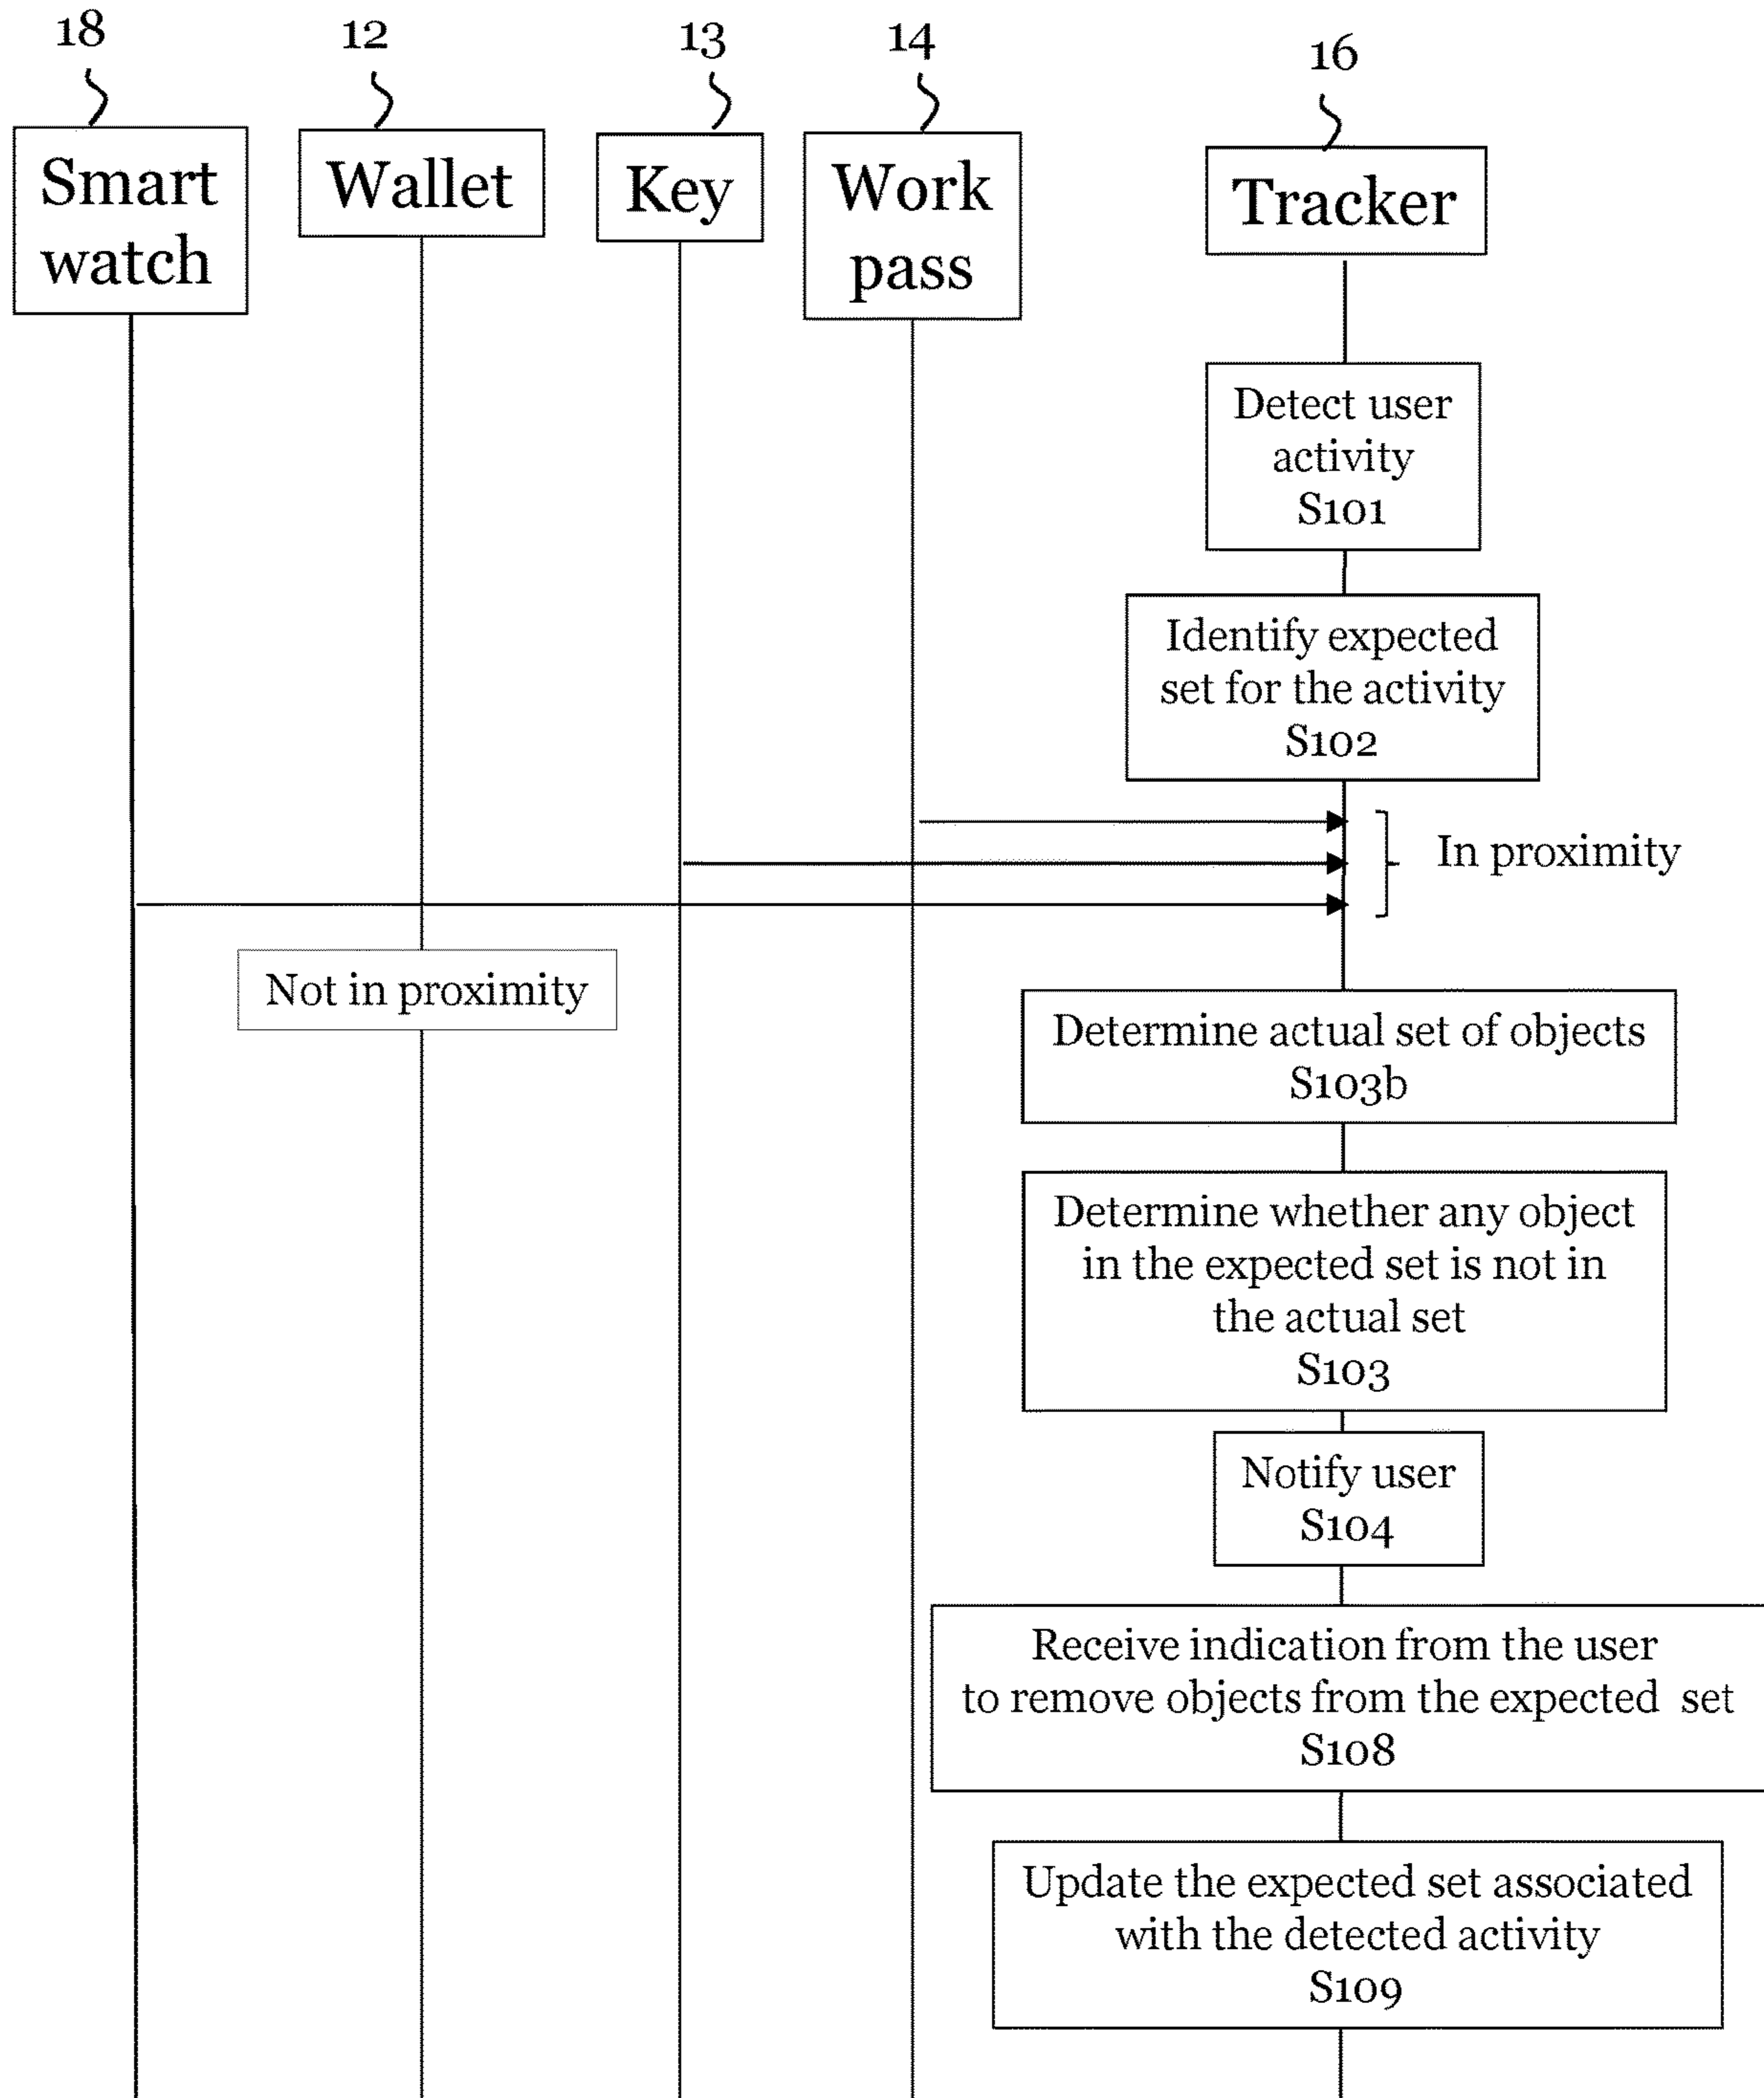 18
12
13
14
16
Smart
watch
Wallet
Key
Work
pass
Tracker
Detect user
activity
S101
Identify expected
set for the activity
S102
In proximity
Not in proximity
Determine actual set of objects
S103b
Determine whether any object
in the expected set is not in
the actual set
S103
Notify user
S104
Receive indication from the user
to remove objects from the expected set
S108
Update the expected set associated
with the detected activity
S109